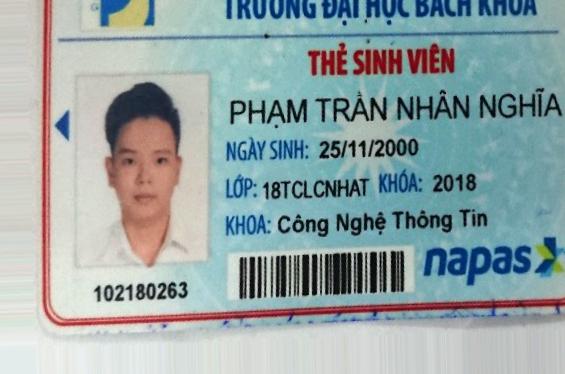 TRƯỜNG ĐẠI HỌC BÁCH KHOA
THẺ SINH VIÊN
PHẠM TRẦN NHÂN NGHĨA
NGÀY SINH: 25/11/2000
LỚP: 18TCLCNHAT KHÓA: 2018
KHOA: Công Nghệ Thông Tin
napas
102180263